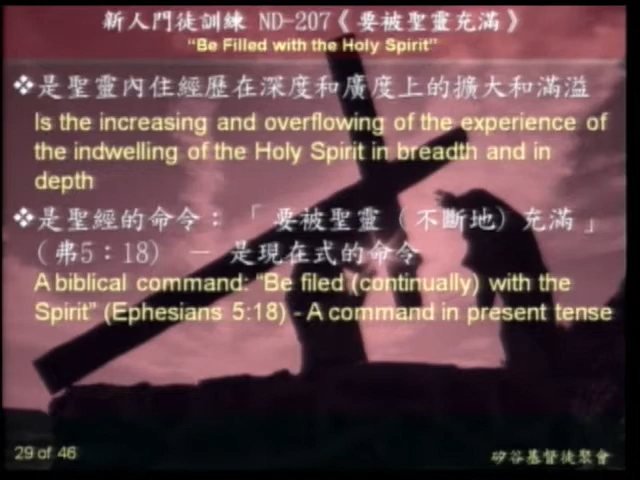 新人門徒訓練 ND-207《要被聖靈充滿》
“Be Filled with the Holy Spirit”
❖是聖靈內住經歷在深度和廣度上的擴大和滿溢
Is the increasing and overflowing of the experience of
the indwelling of the Holy Spirit in breadth and in
depth
❖是聖經的命令：「要被聖靈（不斷地）充滿」
（弗5：18） — 是現在式的命令
A biblical command: “Be filed (continually) with the
Spirit” (Ephesians 5:18) - A command in present tense
29 of 46
矽谷基督徒聚會